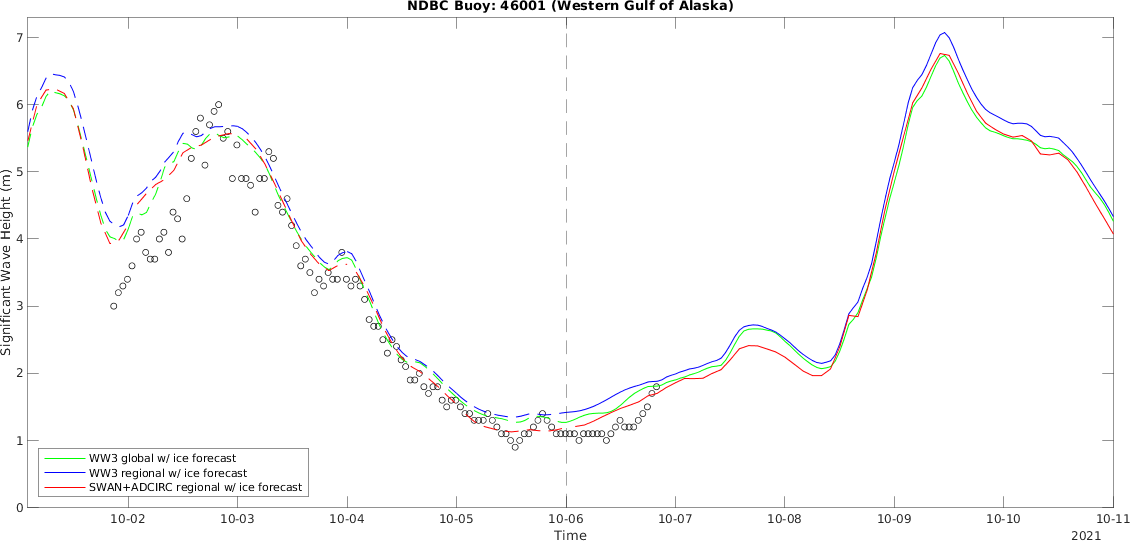 NDBC Buoy: 46001 (Western Gulf of Alaska)
7
6
5
4
3
2
1
0
Significant Wave Height (m)
WW3 global w/ ice forecast
WW3 regional w/ ice forecast
SWAN+ADCIRC regional w/ ice forecast
10-02 10-03 10-04 10-05 10-06 10-07 10-08 10-09 10-10 10-11
Time
2021